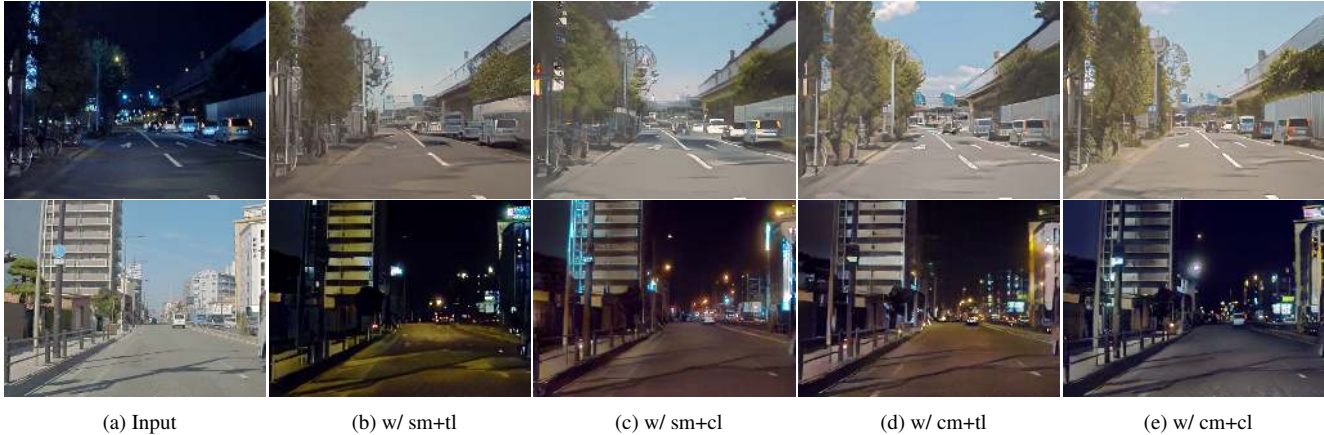 (a) Input
(b) w/ sm+tl
(c) w/ sm+cl
(d) w/ cm+tl
(e) w/ cm+cl